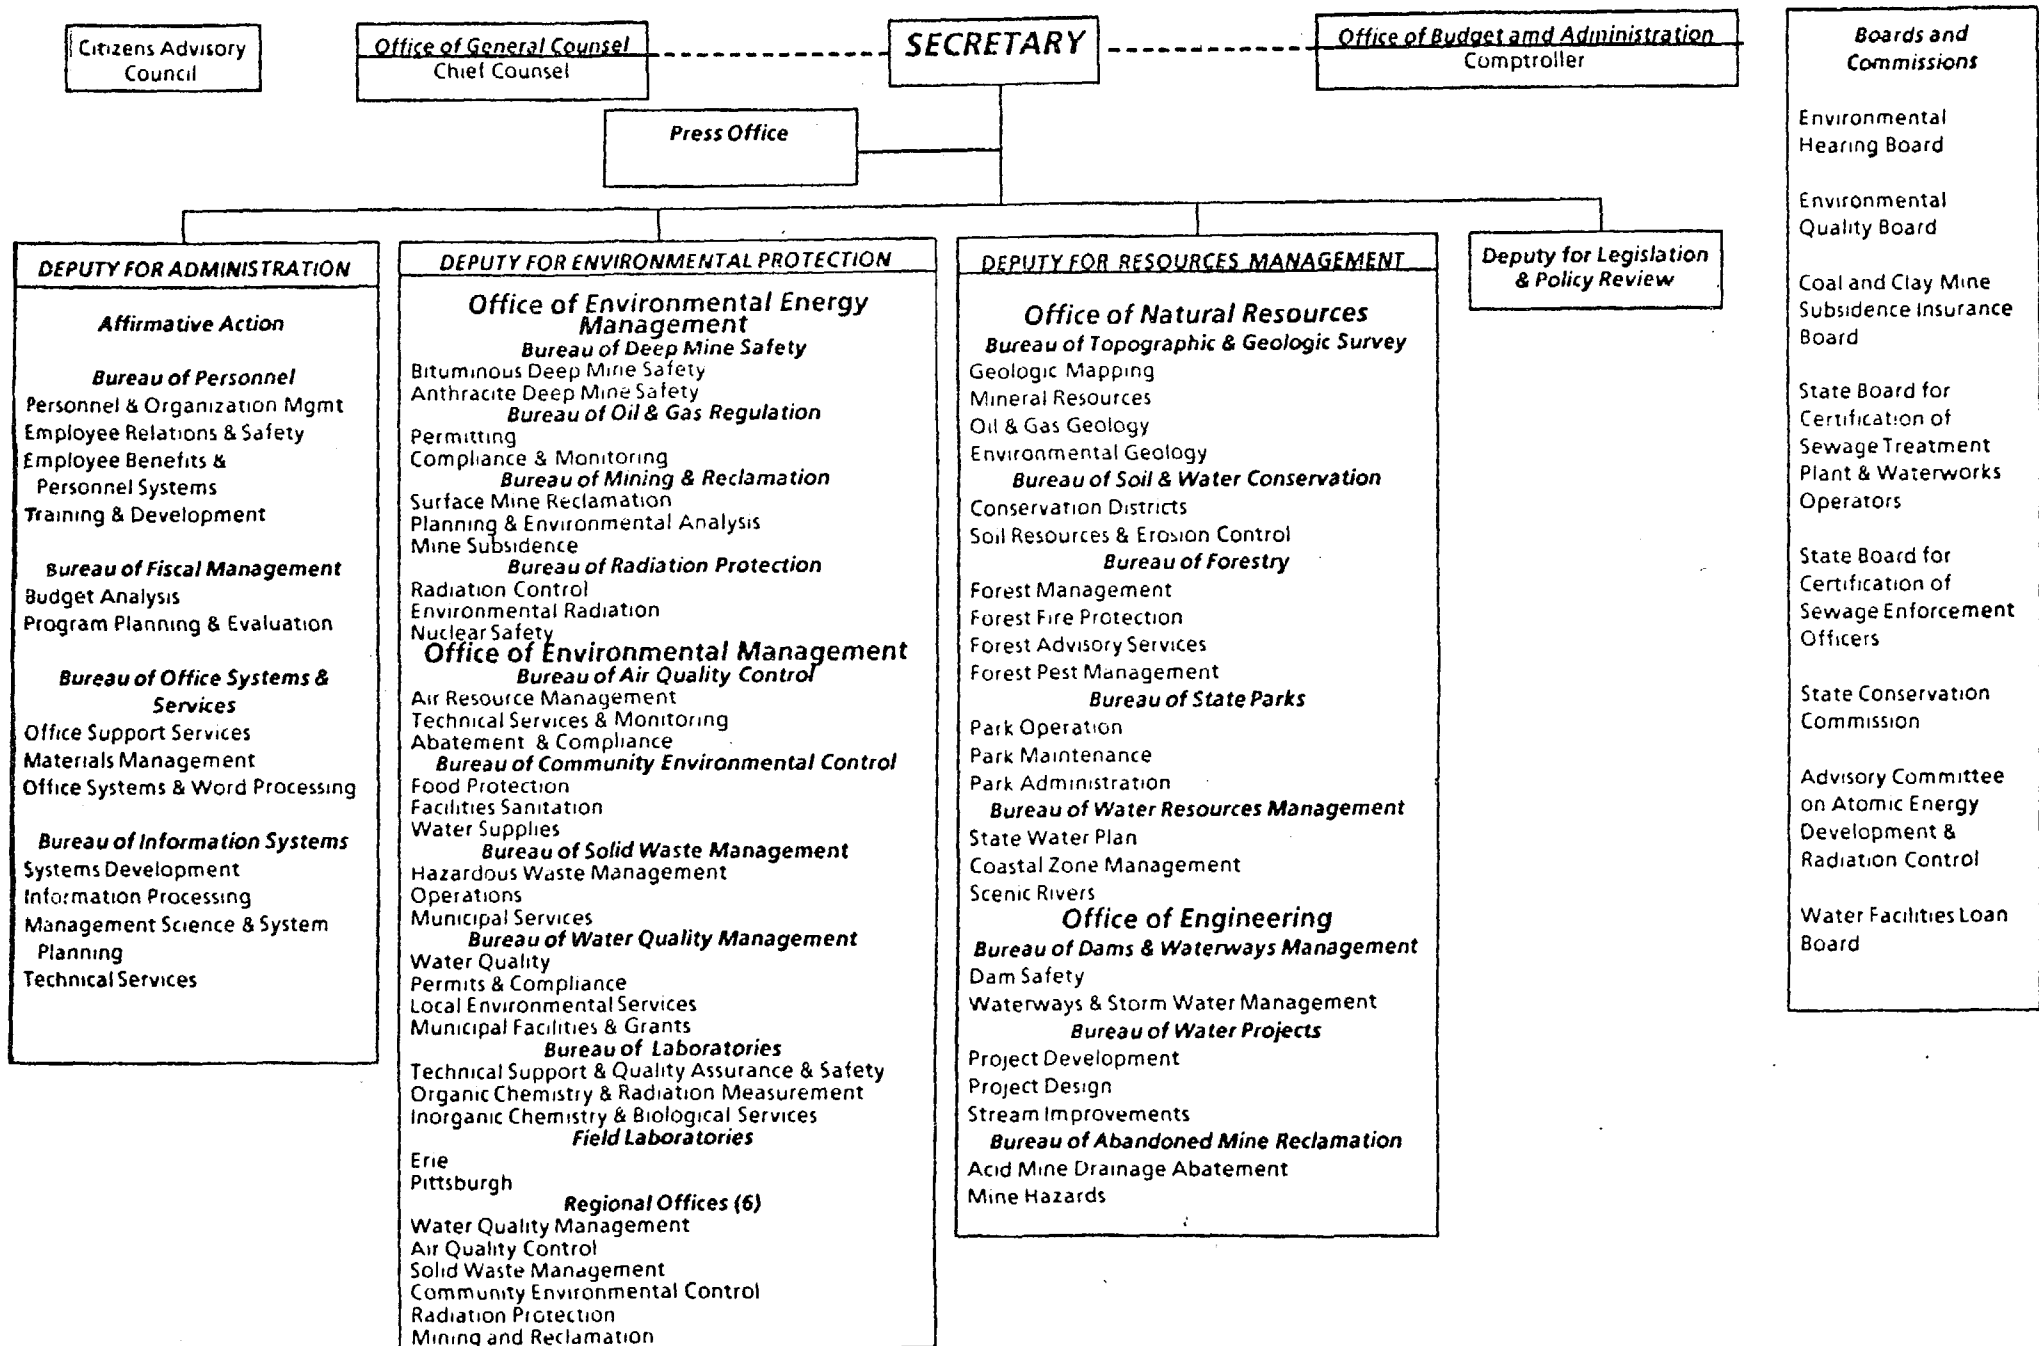 Citizens Advisory
Council
Office of General Counsel
Chief Counsel
SECRETARY
Office of Budget amd Administration
Comptroller
Press Office
DEPUTY FOR ADMINISTRATION
Affirmative Action
Bureau of Personnel
Personnel & Organization Mgmt
Employee Relations & Safety
Employee Benefits &
Personnel Systems
Training & Development
Bureau of Fiscal Management
Budget Analysis
Program Planning & Evaluation
Bureau of Office Systems &
Services
Office Support Services
Materials Management
Office Systems & Word Processing
Bureau of Information Systems
Systems Development
Information Processing
Management Science & System
Planning
Technical Services
DEPUTY FOR ENVIRONMENTAL PROTECTION
Office of Environmental Energy
Management
Bureau of Deep Mine Safety
Bituminous Deep Mine Safety
Anthracite Deep Mine Safety
Bureau of Oil & Gas Regulation
Permitting
Compliance & Monitoring
Bureau of Mining & Reclamation
Surface Mine Reclamation
Planning & Environmental Analysis
Mine Subsidence
Bureau of Radiation Protection
Radiation Control
Environmental Radiation
Nuclear Safety
Office of Environmental Management
Bureau of Air Quality Control
Air Resource Management
Technical Services & Monitoring
Abatement & Compliance
Bureau of Community Environmental Control
Food Protection
Facilities Sanitation
Water Supplies
Bureau of Solid Waste Management
Hazardous Waste Management
Operations
Municipal Services
Bureau of Water Quality Management
Water Quality
Permits & Compliance
Local Environmental Services
Municipal Facilities & Grants
Bureau of Laboratories
Technical Support & Quality Assurance & Safety
Organic Chemistry & Radiation Measurement
Inorganic Chemistry & Biological Services
Field Laboratories
Erie
Pittsburgh
Regional Offices (6)
Water Quality Management
Air Quality Control
Solid Waste Management
Community Environmental Control
Radiation Protection
Mining and Reclamation
DEPUTY FOR RESOURCES MANAGEMENT
Office of Natural Resources
Bureau of Topographic & Geologic Survey
Geologic Mapping
Mineral Resources
Oil & Gas Geology
Environmental Geology
Bureau of Soil & Water Conservation
Conservation Districts
Soil Resources & Erosion Control
Bureau of Forestry
Forest Management
Forest Fire Protection
Forest Advisory Services
Forest Pest Management
Bureau of State Parks
Park Operation
Park Maintenance
Park Administration
Bureau of Water Resources Management
State Water Plan
Coastal Zone Management
Scenic Rivers
Office of Engineering
Bureau of Dams & Waterways Management
Dam Safety
Waterways & Storm Water Management
Bureau of Water Projects
Project Development
Project Design
Stream Improvements
Bureau of Abandoned Mine Reclamation
Acid Mine Drainage Abatement
Mine Hazards
Deputy for Legislation
& Policy Review
Boards and
Commissions
Environmental
Hearing Board
Environmental
Quality Board
Coal and Clay Mine
Subsidence Insurance
Board
State Board for
Certification of
Sewage Treatment
Plant & Waterworks
Operators
State Board for
Certification of
Sewage Enforcement
Officers
State Conservation
Commission
Advisory Committee
on Atomic Energy
Development &
Radiation Control
Water Facilities Loan
Board